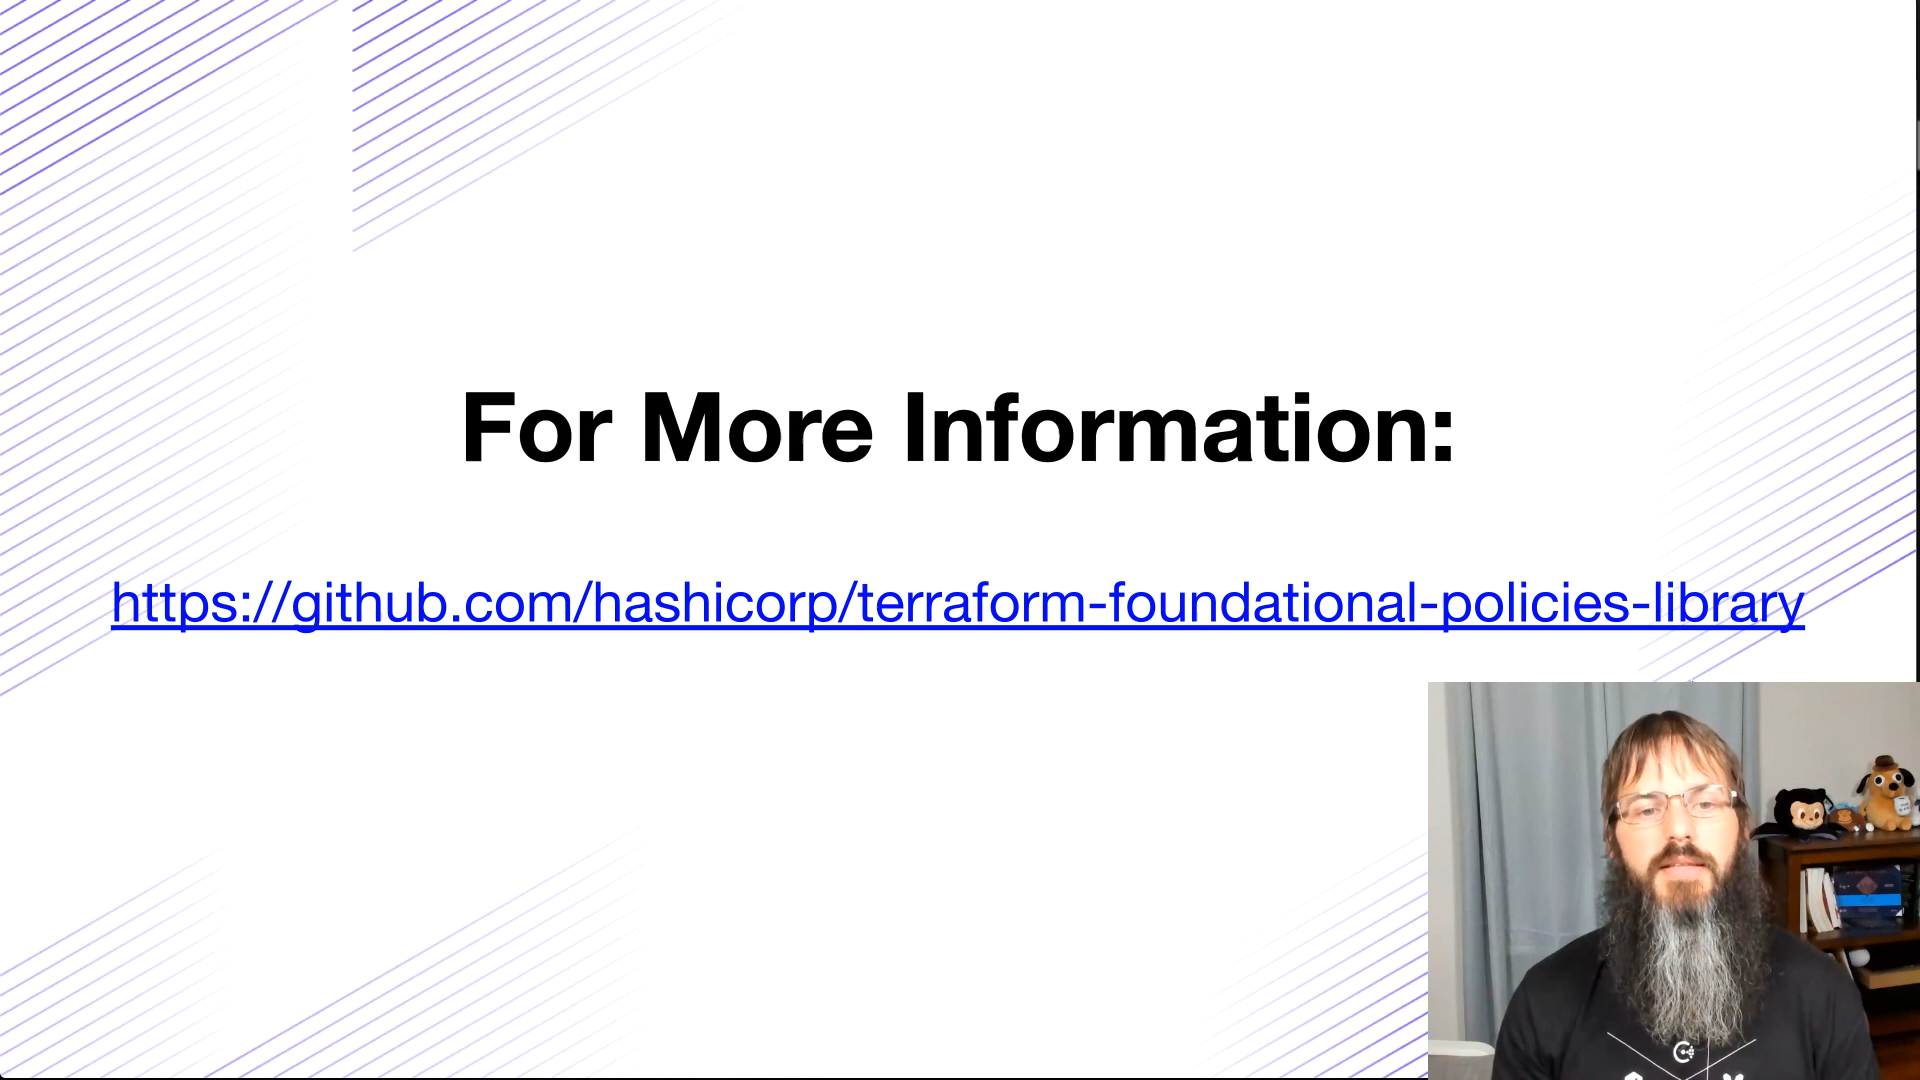 For More Information:
https://github.com/hashicorp/terraform-foundational-policies-library